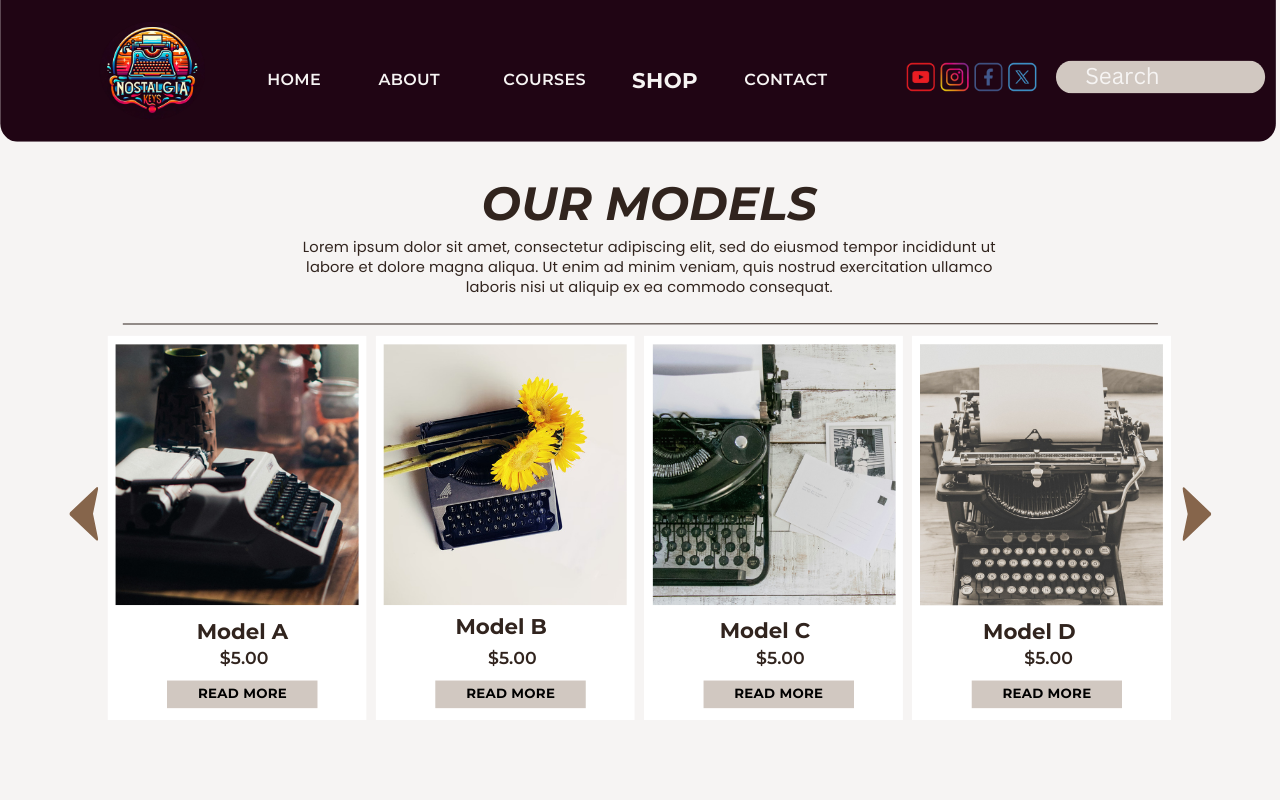 NOSTALGIA
KEYS
HOME ABOUT COURSES SHOP CONTACT Search
OUR MODELS
Lorem ipsum dolor sit amet, consectetur adipiscing elit, sed do eiusmod tempor incididunt ut
labore et dolore magna aliqua. Ut enim ad minim veniam, quis nostrud exercitation ullamco
laboris nisi ut aliquip ex ea commodo consequat.
Model A
$5.00
READ MORE
Model B
$5.00
READ MORE
Model C
$5.00
READ MORE
Model D
$5.00
READ MORE